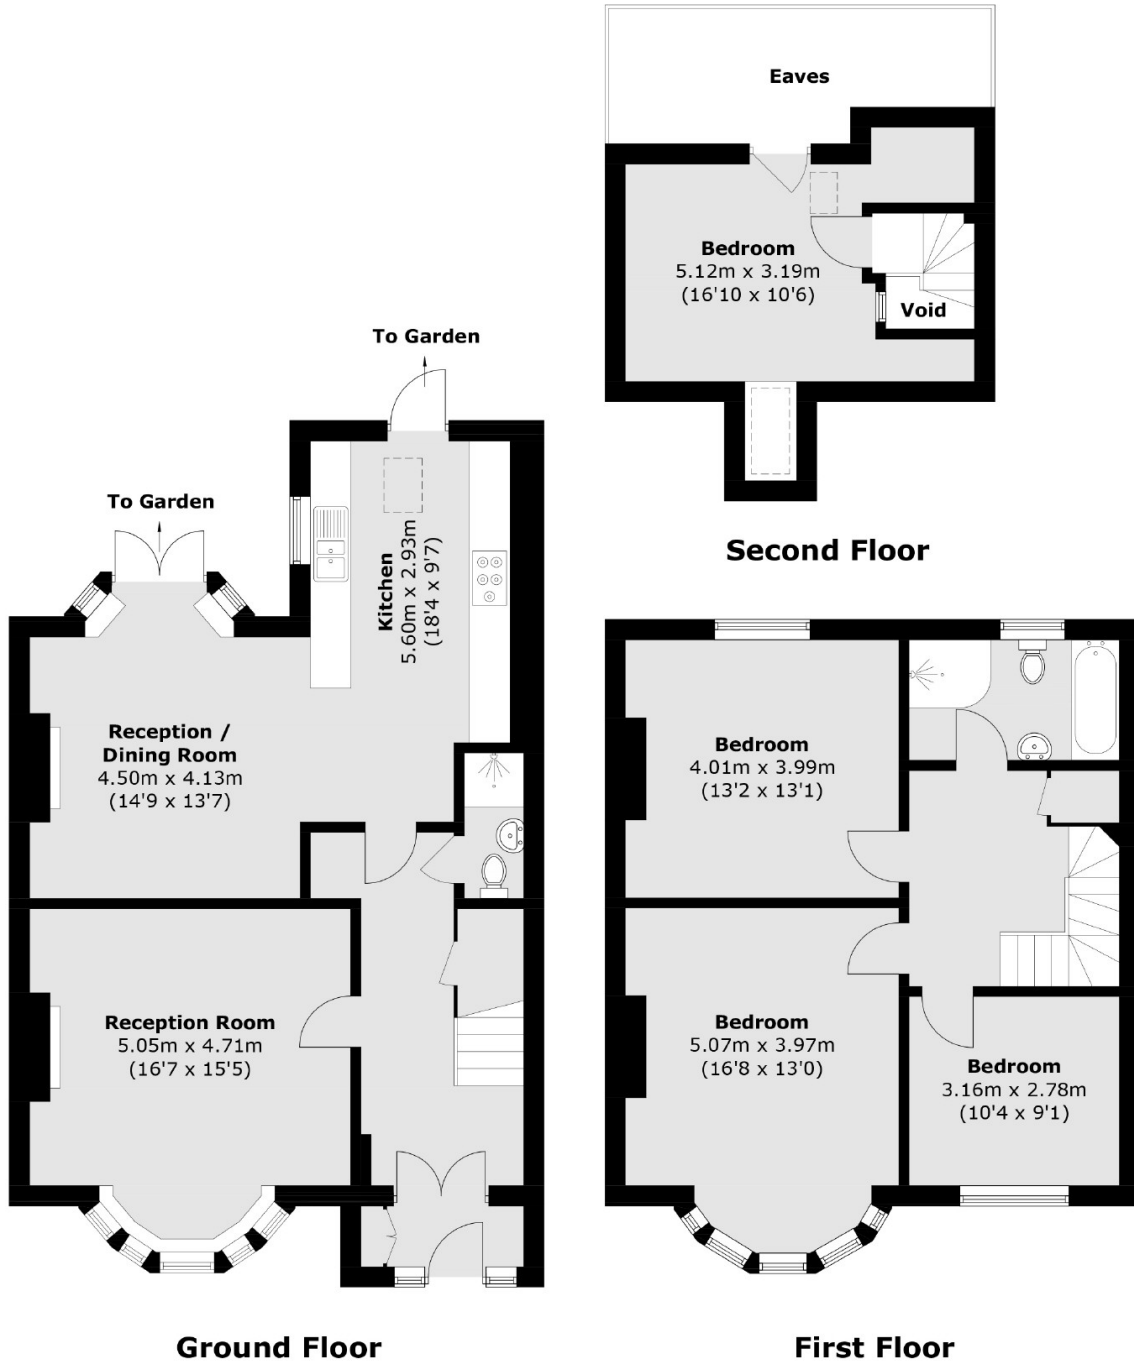 Eaves
Bedroom
5.12m x 3.19m
(16'10 x 10'6)
Void
Second Floor
To Garden
To Garden
Kitchen
5.60m x 2.93m
(18'4 x 9'7)
Reception /
Dining Room
4.50m x 4.13m
(14'9 x 13'7)
Reception Room
5.05m x 4.71m
(16'7 x 15'5)
Ground Floor
Bedroom
4.01m x 3.99m
(13'2 x 13'1)
Bedroom
5.07m x 3.97m
(16'8 x 13'0)
Bedroom
3.16m x 2.78m
(10'4 x 9'1)
First Floor